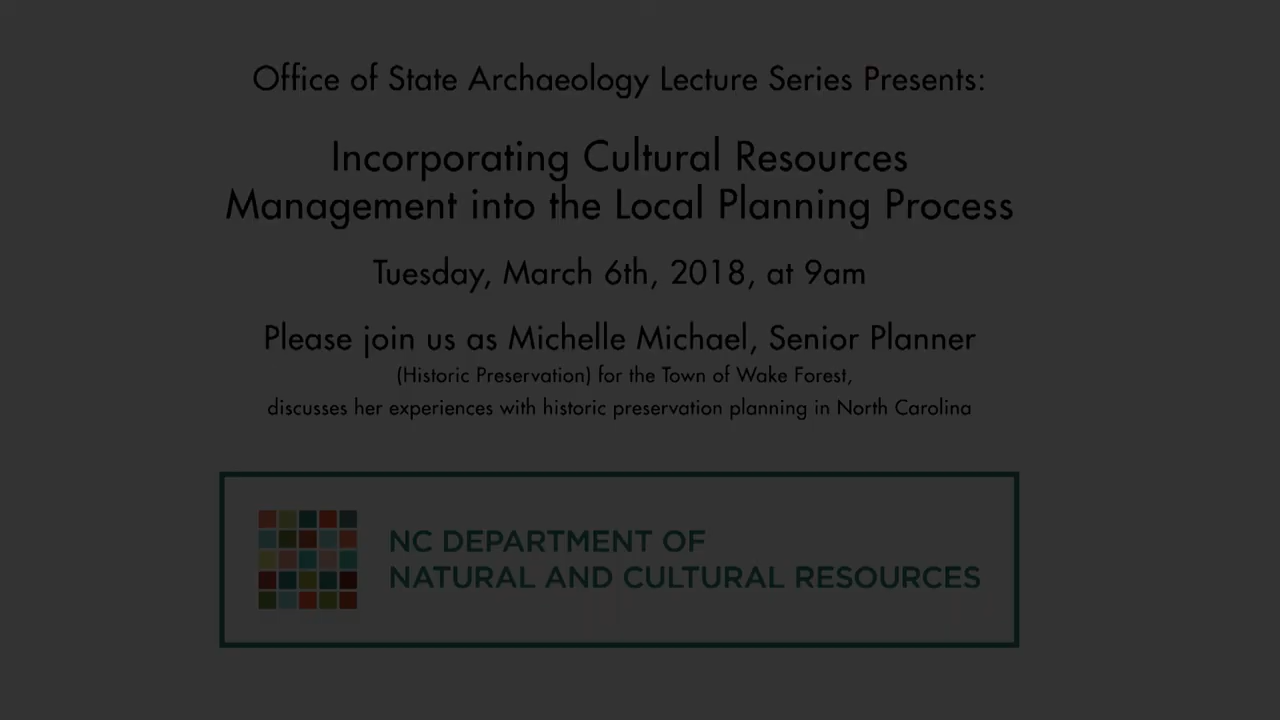 Office of State Archaeology Lecture Series Presents:
Incorporating Cultural Resources
Management into the Local Planning Process
Tuesday, March 6th, 2018, at 9am
Please join us as Michelle Michael, Senior Planner
(Historic Preservation) for the Town of Wake Forest,
discusses her experiences with historic preservation planning in North Carolina
NC DEPARTMENT OF
NATURAL AND CULTURAL RESOURCES